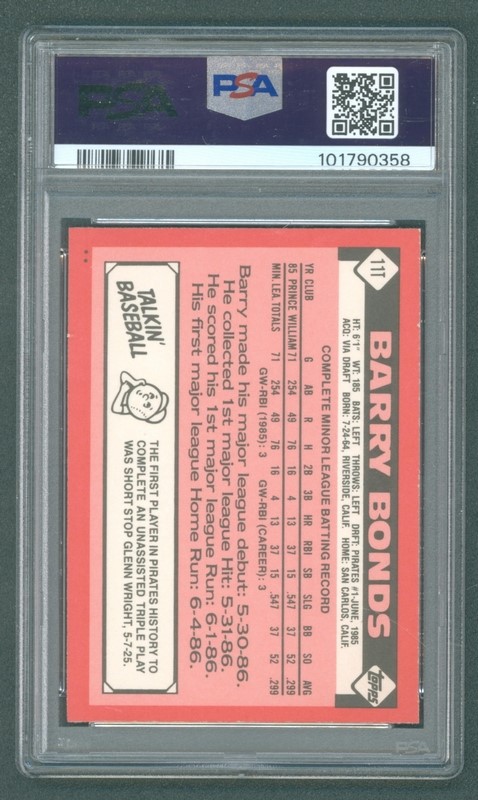 PSA
PSA
101790358
11T
BARRY BONDS
topps
HT: 6'1" WT: 185 BATS: LEFT THROWS: LEFT DRFT: PIRATES #1-JUNE, 1985
ACQ: VIA DRAFT BORN: 7-24-64, RIVERSIDE, CALIF. HOME: SAN CARLOS, CALIF.
COMPLETE MINOR LEAGUE BATTING RECORD
YR CLUB G AB R H 2B 3B HR RBI SB SLG BB SO AVG
85 PRINCE WILLIAM 71 254 49 76 16 4 13 37 15 .547 37 52 .299
MIN. LEA. TOTALS 71 254 49 76 16 4 13 37 15 .547 37 52 .299
GW-RBI (1985): 3 GW-RBI (CAREER): 3
Barry made his major league debut: 5-30-86.
He collected 1st major league Hit: 5-31-86.
He scored his 1st major league Run: 6-1-86.
His first major league Home Run: 6-4-86.
TALKIN'
BASEBALL
THE FIRST PLAYER IN PIRATES HISTORY TO
COMPLETE AN UNASSISTED TRIPLE PLAY
WAS SHORT STOP GLENN WRIGHT, 5-7-25.
**
PSA